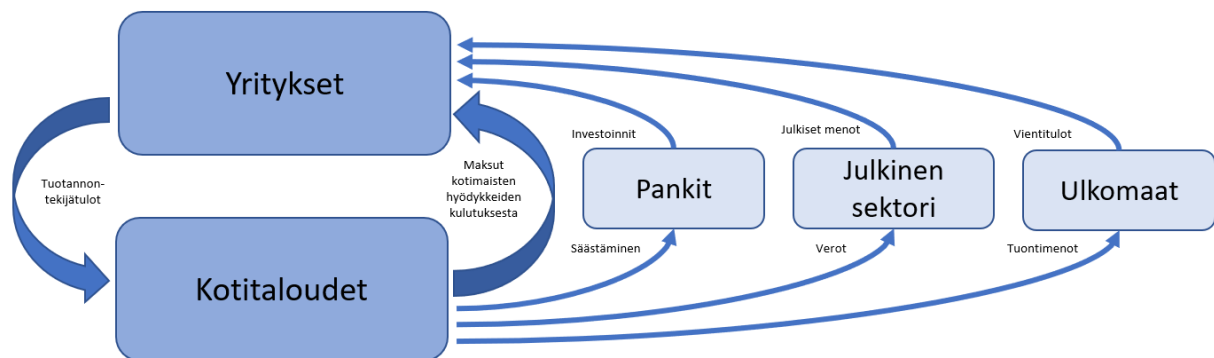 Yritykset
Tuotannon-
tekijätulot
Maksut
kotimaisten
hyödykkeiden
kulutuksesta
Kotitaloudet
Investoinnit
Julkiset menot
Vientitulot
Pankit
Julkinen
sektori
Ulkomaat
Säästäminen
Verot
Tuontimenot